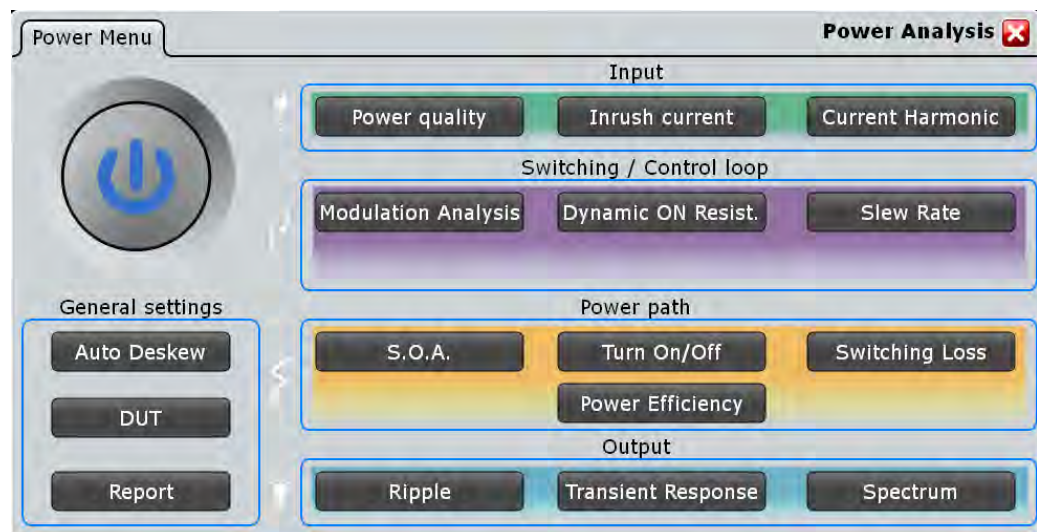 Power Menu
Power Analysis
Input
Power quality
Inrush current
Current Harmonic
Switching / Control loop
Modulation Analysis
Dynamic ON Resist.
Slew Rate
General settings
Auto Deskew
DUT
Report
Power path
S.O.A.
Turn On/Off
Switching Loss
Power Efficiency
Output
Ripple
Transient Response
Spectrum